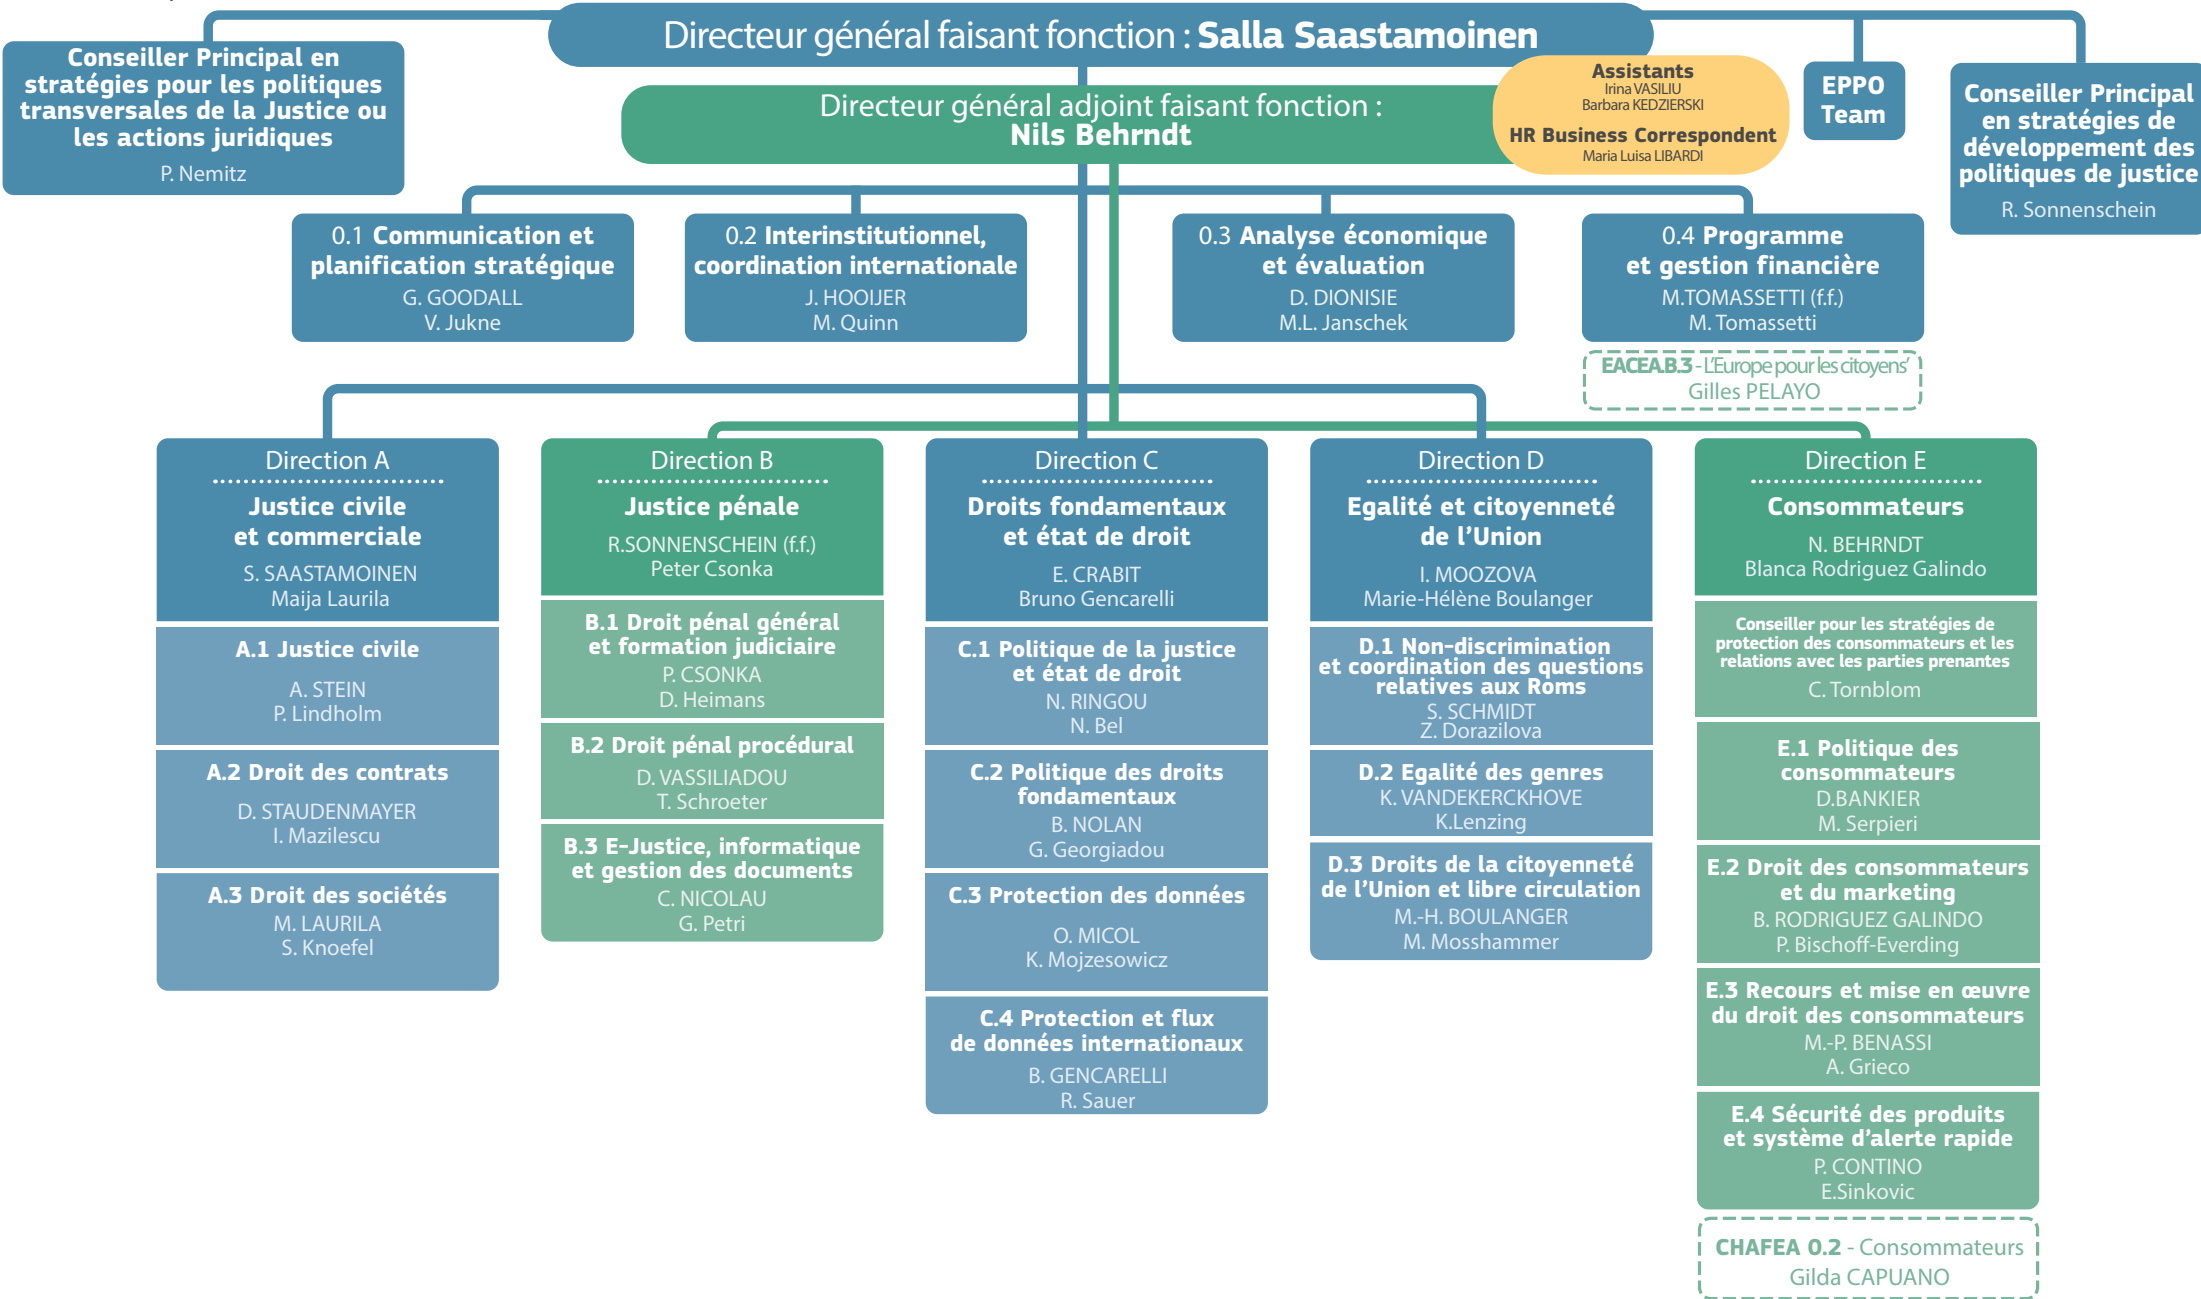 Directeur général faisant fonction : Salla Saastamoinen
Directeur général adjoint faisant fonction :
Nils Behrndt
Assistants
Irina VASILIU
Barbara KEDZIERSKI
HR Business Correspondent
Maria Luisa LIBARDI
Conseiller Principal en
stratégies pour les politiques
transversales de la Justice ou
les actions juridiques
P. Nemitz
EPPO
Team
Conseiller Principal
en stratégies de
développement des
politiques de justice
R. Sonnenschein
0.1 Communication et
planification stratégique
G. GOODALL
V. Jukne
0.2 Interinstitutionnel,
coordination internationale
J. HOOIJER
M. Quinn
0.3 Analyse économique
et évaluation
D. DIONISIE
M.L. Janschek
0.4 Programme
et gestion financière
M.TOMASSETTI (f.f.)
M. Tomassetti
EACEA.B.3 - L'Europe pour les citoyens'
Gilles PELAYO
Direction A
Justice civile
et commerciale
S. SAASTAMOINEN
Maija Laurila
A.1 Justice civile
A. STEIN
P. Lindholm
A.2 Droit des contrats
D. STAUDENMAYER
I. Mazilescu
A.3 Droit des sociétés
M. LAURILA
S. Knoefel
Direction B
Justice pénale
R.SONNENSCHEIN (f.f.)
Peter Csonka
B.1 Droit pénal général
et formation judiciaire
P. CSONKA
D. Heimans
B.2 Droit pénal procédural
D. VASSILIADOU
T. Schroeter
B.3 E-Justice, informatique
et gestion des documents
C. NICOLAU
G. Petri
Direction C
Droits fondamentaux
et état de droit
E. CRABIT
Bruno Gencarelli
C.1 Politique de la justice
et état de droit
N. RINGOU
N. Bel
C.2 Politique des droits
fondamentaux
B. NOLAN
G. Georgiadou
C.3 Protection des données
O. MICOL
K. Mojzesowicz
C.4 Protection et flux
de données internationaux
B. GENCARELLI
R. Sauer
Direction D
Egalité et citoyenneté
de l'Union
I. MOOZOVA
Marie-Hélène Boulanger
D.1 Non-discrimination
et coordination des questions
relatives aux Roms
S. SCHMIDT
Z. Dorazilova
D.2 Egalité des genres
K. VANDEKERCKHOVE
K.Lenzing
D.3 Droits de la citoyenneté
de l'Union et libre circulation
M.-H. BOULANGER
M. Mosshammer
Direction E
Consommateurs
N. BEHRNDT
Blanca Rodriguez Galindo
Conseiller pour les stratégies de
protection des consommateurs et les
relations avec les parties prenantes
C. Tornblom
E.1 Politique des
consommateurs
D.BANKIER
M. Serpieri
E.2 Droit des consommateurs
et du marketing
B. RODRIGUEZ GALINDO
P. Bischoff-Everding
E.3 Recours et mise en œuvre
du droit des consommateurs
M.-P. BENASSI
A. Grieco
E.4 Sécurité des produits
et système d'alerte rapide
P. CONTINO
E.Sinkovic
CHAFEA 0.2 - Consommateurs
Gilda CAPUANO